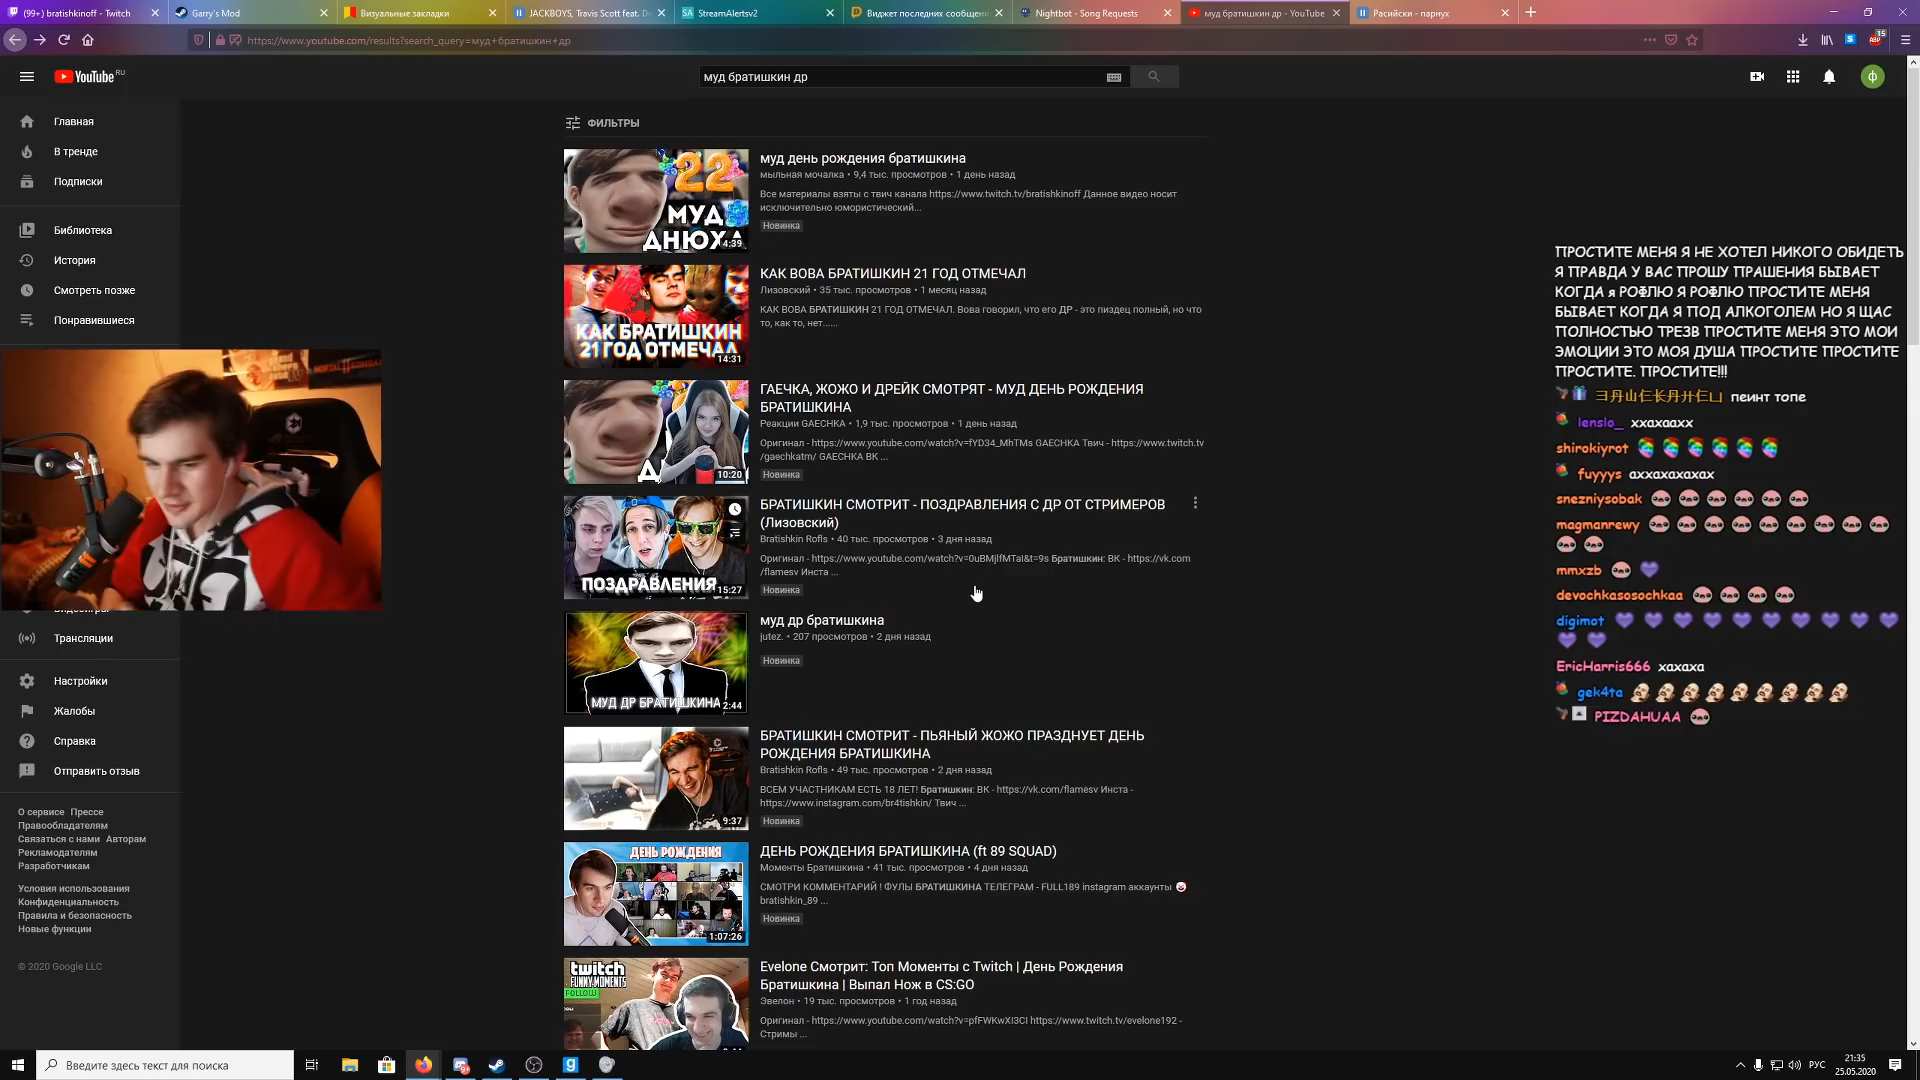 (99+) bratishkinoff - Twitch
Garry's Mod
Визуальные закладки
JACKBOYS, Travis Scott feat. D
StreamAlertsv2
Виджет последних сообщен
Nightbot - Song Requests
муд братишкин др - YouTube
Расийски - парнух
https://www.youtube.com/results?search_query=муд+братишкин+др
15
YouTube RU
муд братишкин др
ф
Главная
В тренде
Подписки
Библиотека
История
Смотреть позже
Понравившиеся
Трансляции
Настройки
Жалобы
Справка
Отправить отзыв
О сервисе Прессе
Правообладателям
Связаться с нами Авторам
Рекламодателям
Разработчикам
Условия использования
Конфиденциальность
Правила и безопасность
Новые функции
© 2020 Google LLC
ФИЛЬТРЫ
22
МУД
ДНЮХА
4:39
муд день рождения братишкина
мыльная мочалка • 9,4 тыс. просмотров • 1 день назад
Все материалы взяты с твич канала https://www.twitch.tv/bratishkinoff Данное видео носит
исключительно юмористический...
Новинка
КАК БРАТИШКИН
21 ГОД ОТМЕЧАЛ
14:31
КАК ВОВА БРАТИШКИН 21 ГОД ОТМЕЧАЛ
Лизовский • 35 тыс. просмотров • 1 месяц назад
КАК ВОВА БРАТИШКИН 21 ГОД ОТМЕЧАЛ. Вова говорил, что его ДР - это пиздец полный, но что
то, как то, нет......
10:20
ГАЕЧКА, ЖОЖО И ДРЕЙК СМОТРЯТ - МУД ДЕНЬ РОЖДЕНИЯ
БРАТИШКИНА
Реакции GAECHKA • 1,9 тыс. просмотров • 1 день назад
Оригинал - https://www.youtube.com/watch?v=fYD34_MhTMs GAECHKA Твич - https://www.twitch.tv
/gaechkatm/ GAECHKA ВК ...
Новинка
ПОЗДРАВЛЕНИЯ
15:27
БРАТИШКИН СМОТРИТ - ПОЗДРАВЛЕНИЯ С ДР ОТ СТРИМЕРОВ
(Лизовский)
Bratishkin Rofls • 40 тыс. просмотров • 3 дня назад
Оригинал - https://www.youtube.com/watch?v=0uBMjlfMTaI&t=9s Братишкин: ВК - https://vk.com
/flamesv Инста ...
Новинка
МУД ДР БРАТИШКИНА
2:44
муд др братишкина
jutez. • 207 просмотров • 2 дня назад
Новинка
9:37
БРАТИШКИН СМОТРИТ - ПЬЯНЫЙ ЖОЖО ПРАЗДНУЕТ ДЕНЬ
РОЖДЕНИЯ БРАТИШКИНА
Bratishkin Rofls • 49 тыс. просмотров • 2 дня назад
ВСЕМ УЧАСТНИКАМ ЕСТЬ 18 ЛЕТ! Братишкин: ВК - https://vk.com/flamesv Инста -
https://www.instagram.com/br4tishkin/ Твич ...
Новинка
ДЕНЬ РОЖДЕНИЯ
1:07:26
ДЕНЬ РОЖДЕНИЯ БРАТИШКИНА (ft 89 SQUAD)
Моменты Братишкина • 41 тыс. просмотров • 4 дня назад
СМОТРИ КОММЕНТАРИЙ ! ФУЛЫ БРАТИШКИНА ТЕЛЕГРАМ - FULL189 instagram аккаунты
bratishkin_89 ...
Новинка
twitch
FUNNY MOMENTS
FOLLOW
Evelone Смотрит: Топ Моменты с Twitch | День Рождения
Братишкина | Выпал Нож в CS:GO
Эвелон • 19 тыс. просмотров • 1 год назад
Оригинал - https://www.youtube.com/watch?v=pfFWKwXI3CI https://www.twitch.tv/evelone192 -
Стримы ...
ПРОСТИТЕ МЕНЯ Я НЕ ХОТЕЛ НИКОГО ОБИДЕТЬ
Я ПРАВДА У ВАС ПРОШУ ПРАШЕНИЯ БЫВАЕТ
КОГДА я РОФЛЮ Я РОФЛЮ ПРОСТИТЕ МЕНЯ
БЫВАЕТ КОГДА Я ПОД АЛКОГОЛЕМ НО Я ЩАС
ПОЛНОСТЬЮ ТРЕЗВ ПРОСТИТЕ МЕНЯ ЭТО МОИ
ЭМОЦИИ ЭТО МОЯ ДУША ПРОСТИТЕ ПРОСТИТЕ
ПРОСТИТЕ. ПРОСТИТЕ!!!
пеинт топе
lenslo_ xxaxaaxx
shirokiyrot
fuyyys аххахахахах
snezniysobak
magmanrewy
mmxzb
devochkasosochkaa
digimot
EricHarris666 хахаха
gek4ta
PIZDAHUAA
Введите здесь текст для поиска
РУС
21:35
25.05.2020